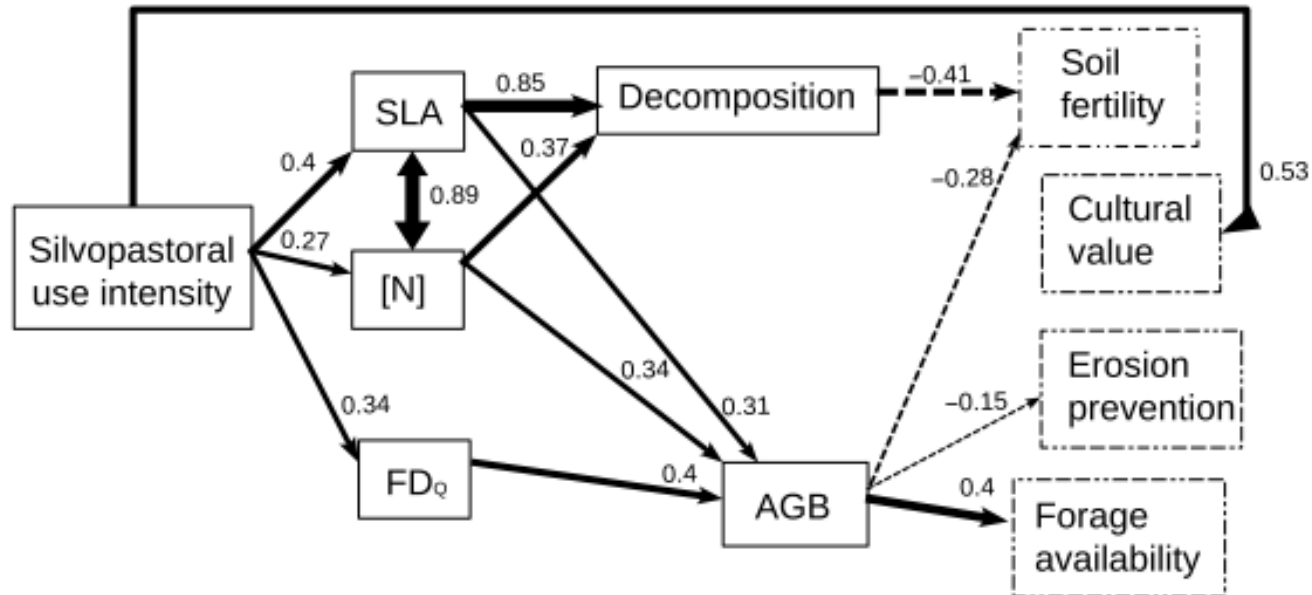 Silvopastoral
use intensity
0.4
0.27
0.34
SLA
0.89
[N]
FDQ
0.85
0.37
0.34
0.31
0.4
Decomposition
AGB
−0.41
−0.28
−0.15
0.4
0.53
Soil
fertility
Cultural
value
Erosion
prevention
Forage
availability